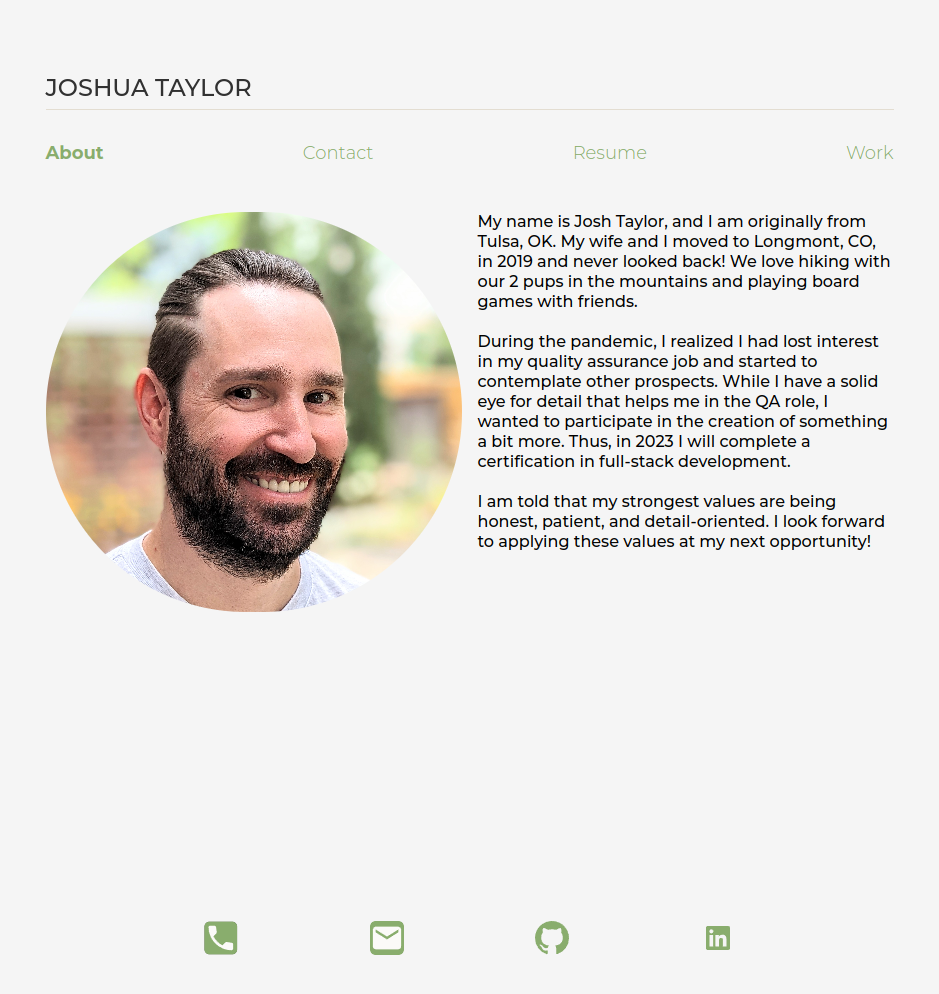 JOSHUA TAYLOR
About
Contact
Resume
Work
My name is Josh Taylor, and I am originally from
Tulsa, OK. My wife and I moved to Longmont, CO,
in 2019 and never looked back! We love hiking with
our 2 pups in the mountains and playing board
games with friends.
During the pandemic, I realized I had lost interest
in my quality assurance job and started to
contemplate other prospects. While I have a solid
eye for detail that helps me in the QA role, I
wanted to participate in the creation of something
a bit more. Thus, in 2023 I will complete a
certification in full-stack development.
I am told that my strongest values are being
honest, patient, and detail-oriented. I look forward
to applying these values at my next opportunity!
in